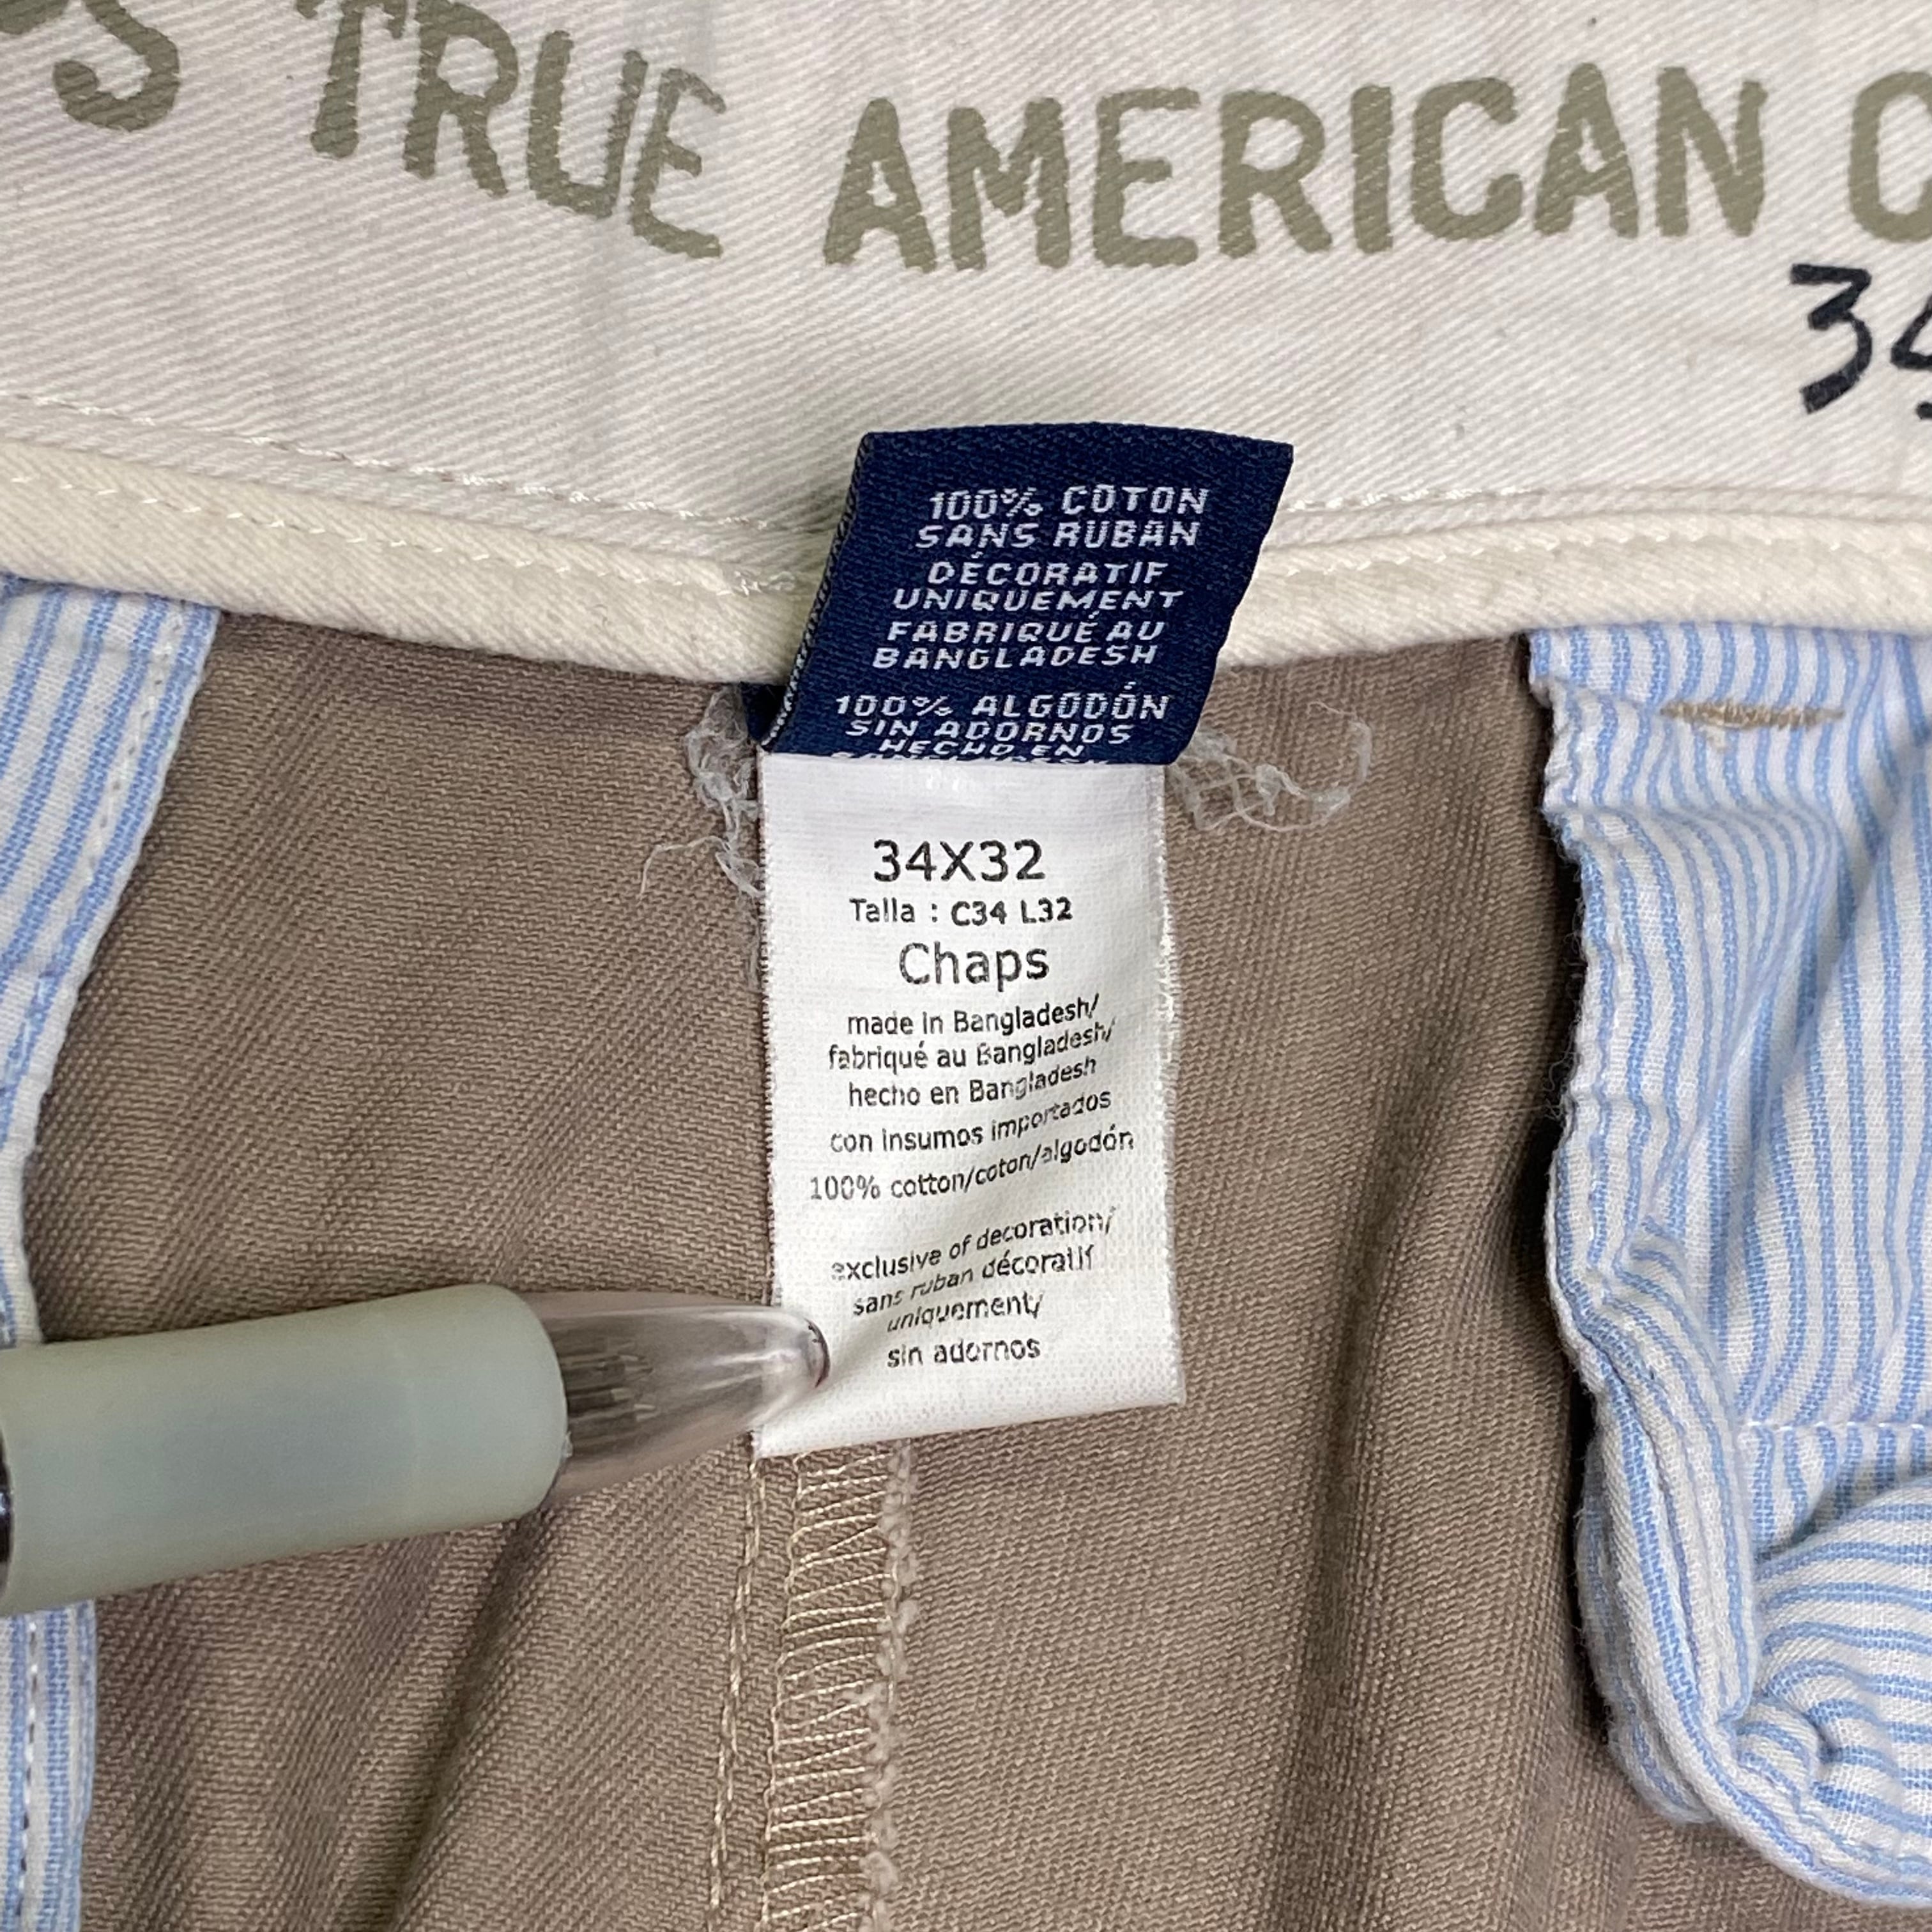 S TRUE AMERICAN
34
100% COTON
SANS RUBAN
DÉCORATIF
UNIQUEMENT
FABRIQUÉ AU
BANGLADESH
100% ALGODÓN
SIN ADORNOS
HECHO EN
34X32
Talla : C34 L32
Chaps
made in Bangladesh/
fabriqué au Bangladesh/
hecho en Bangladesh
con insumos importados
100% cotton/coton/algodón
exclusive of decoration/
sans ruban décoratif
uniquement/
sin adornos